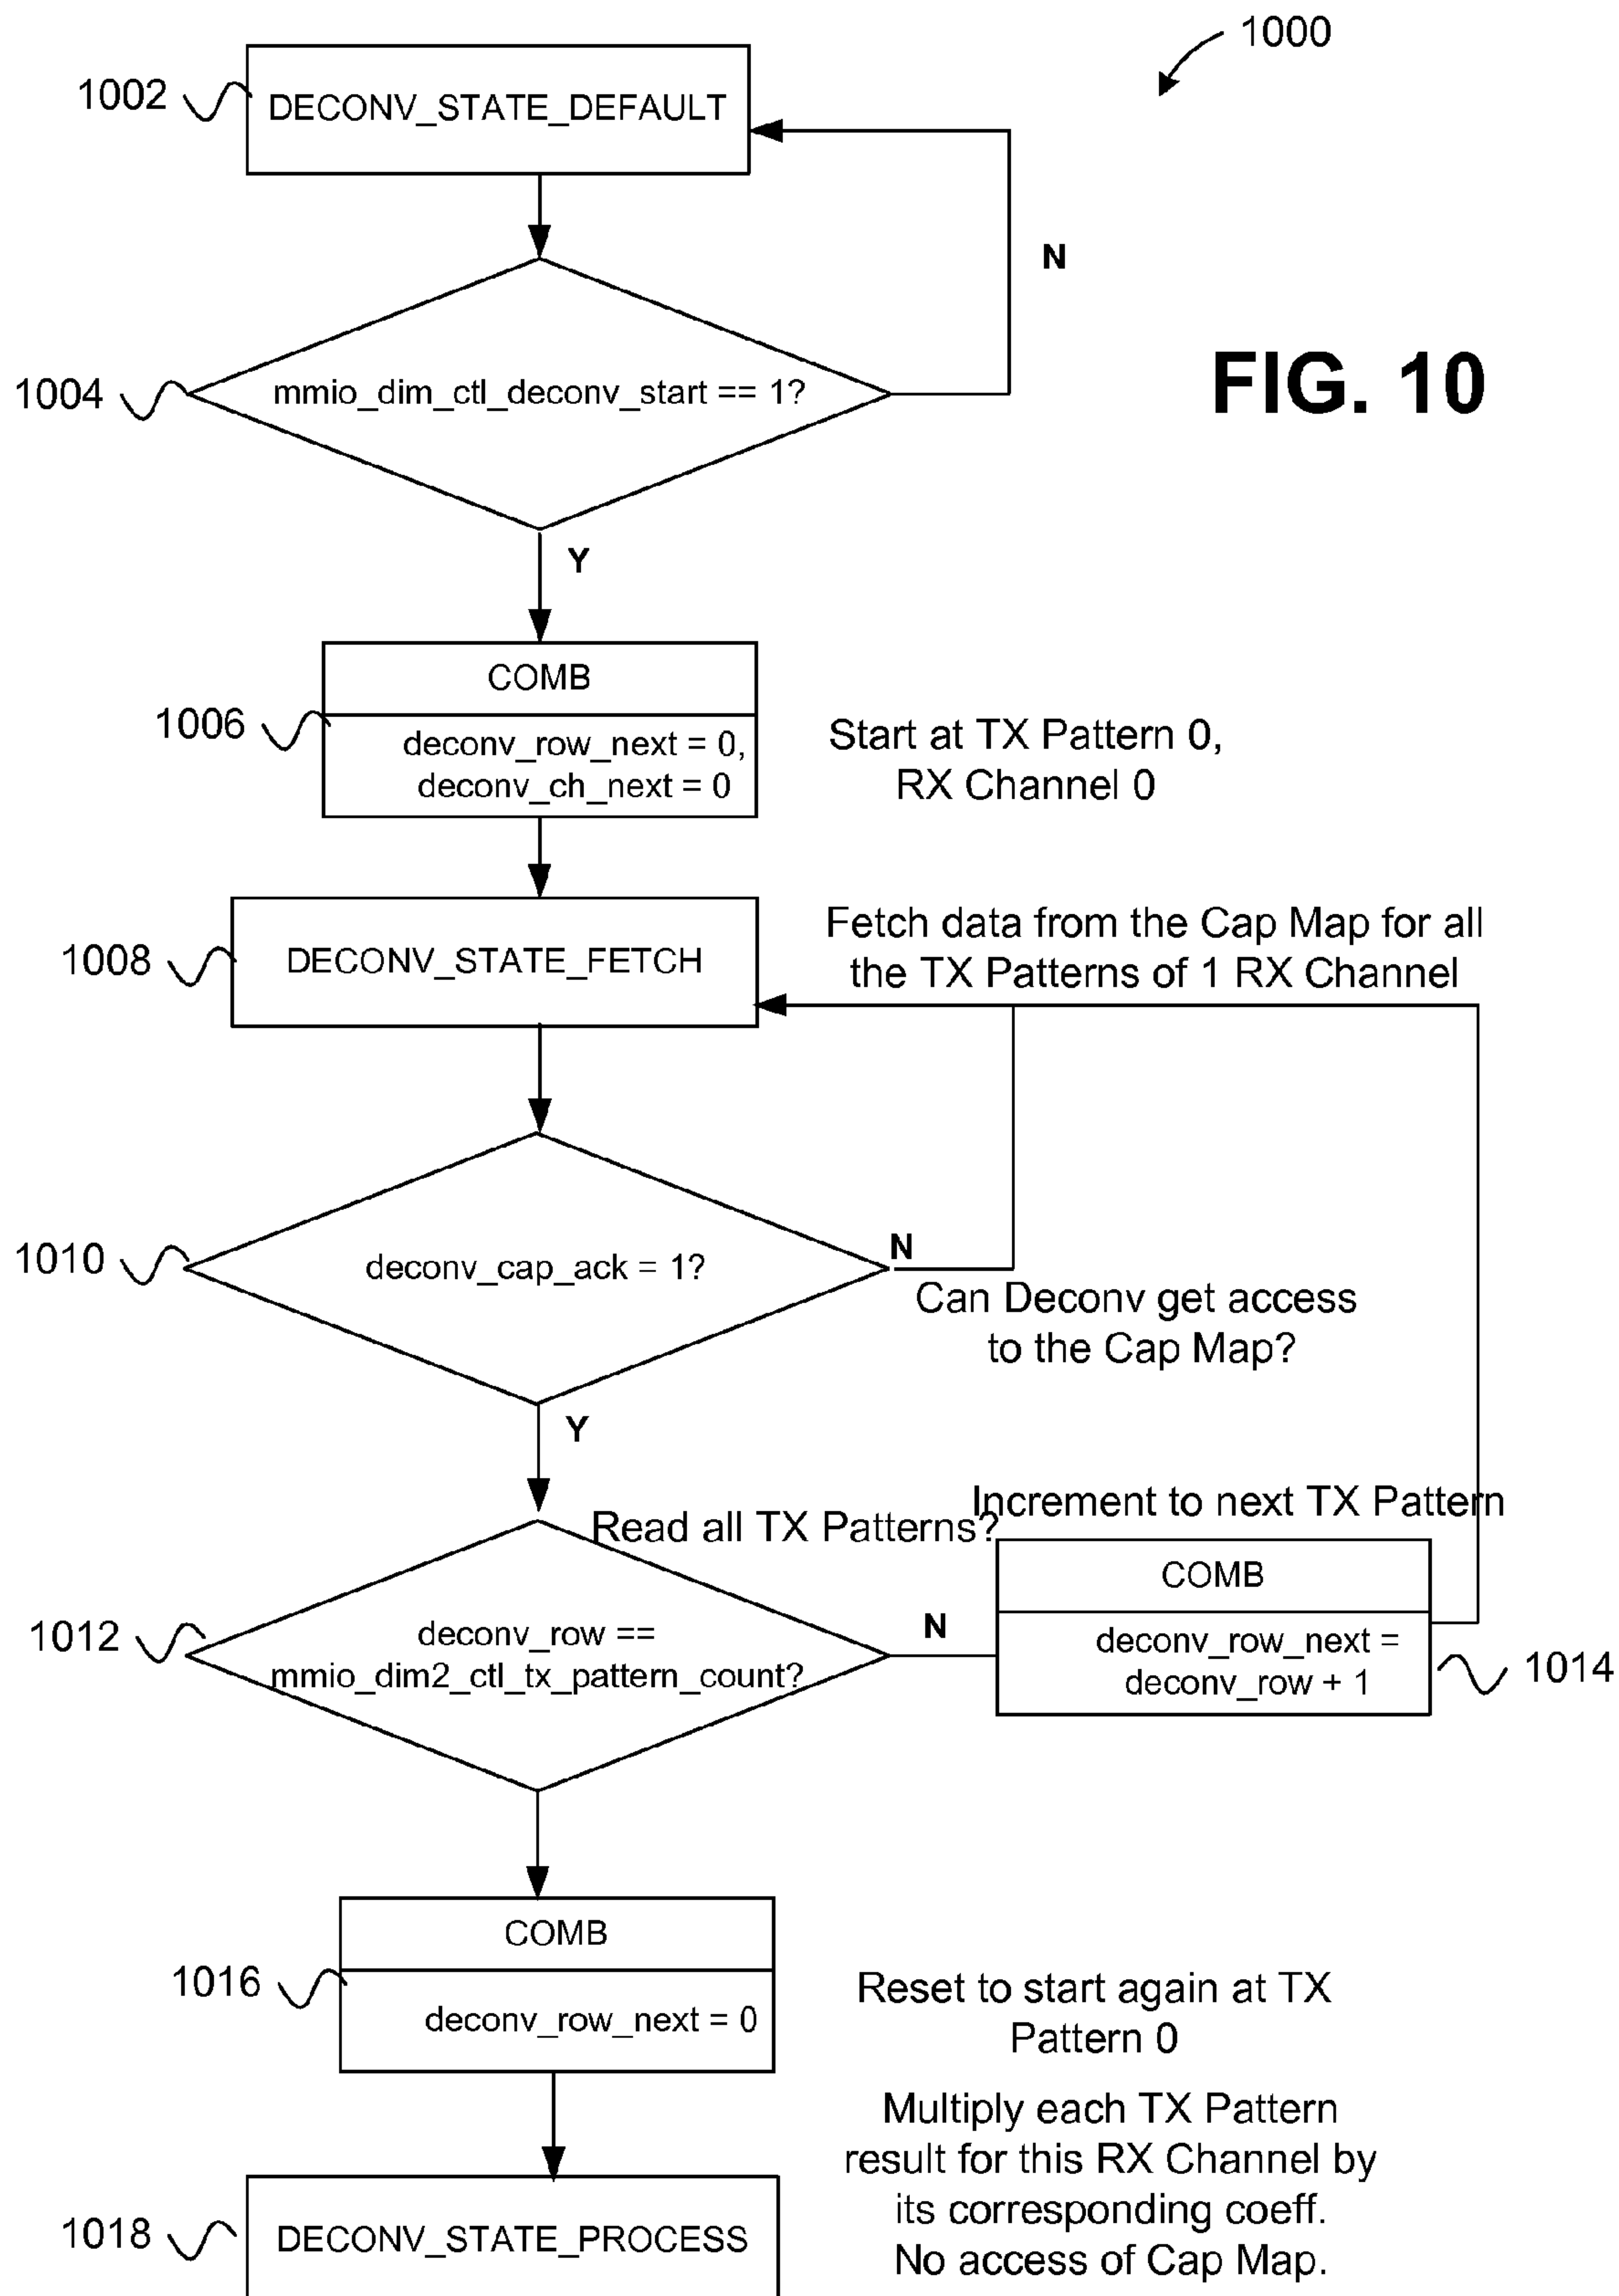 1000
1002
DECONV_STATE_DEFAULT
N
FIG. 10
1004
mmio_dim_ctl_deconv_start == 1?
Y
COMB
1006
deconv_row_next = 0,
deconv_ch_next = 0
Start at TX Pattern 0,
RX Channel 0
1008
DECONV_STATE_FETCH
Fetch data from the Cap Map for all
the TX Patterns of 1 RX Channel
1010
deconv_cap_ack = 1?
N
Can Deconv get access
to the Cap Map?
Y
Read all TX Patterns?
Increment to next TX Pattern
1012
deconv_row ==
mmio_dim2_ctl_tx_pattern_count?
N
COMB
deconv_row_next =
deconv_row + 1
1014
COMB
1016
deconv_row_next = 0
Reset to start again at TX
Pattern 0
1018
DECONV_STATE_PROCESS
Multiply each TX Pattern
result for this RX Channel by
its corresponding coeff.
No access of Cap Map.